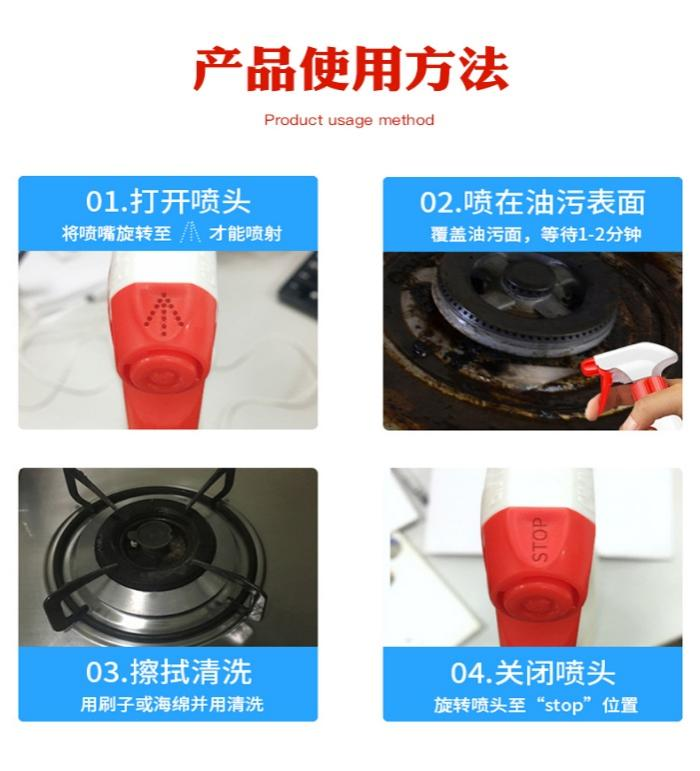 产品使用方法
Product usage method
01.打开喷头
将喷嘴旋转至 才能喷射
02.喷在油污表面
覆盖油污面，等待1-2分钟
STOP
03.擦拭清洗
用刷子或海绵并用清洗
04.关闭喷头
旋转喷头至“stop”位置